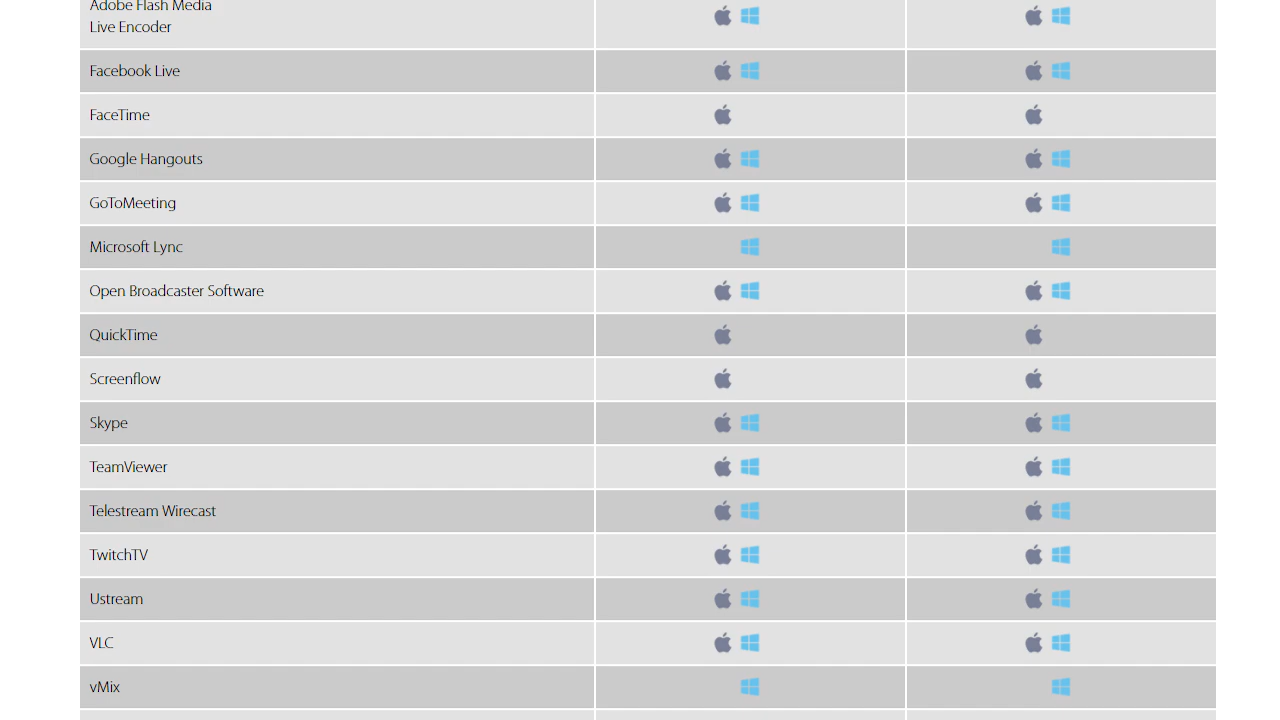 Adobe Flash Media
Live Encoder
Facebook Live
FaceTime
Google Hangouts
GoToMeeting
Microsoft Lync
Open Broadcaster Software
QuickTime
Screenflow
Skype
TeamViewer
Telestream Wirecast
TwitchTV
Ustream
VLC
vMix